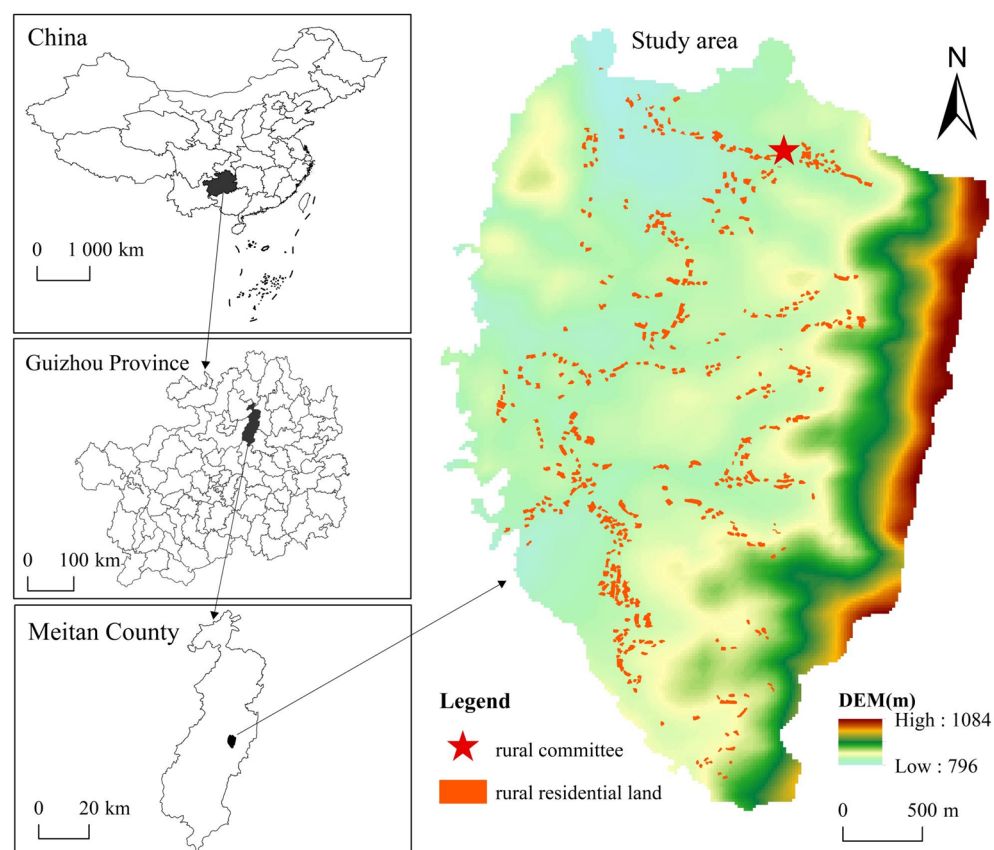 China
0 1 000 km
Guizhou Province
0 100 km
Meitan County
0 20 km
Study area
N
Legend
rural committee
rural residential land
DEM(m)
High : 1084
Low : 796
0 500 m